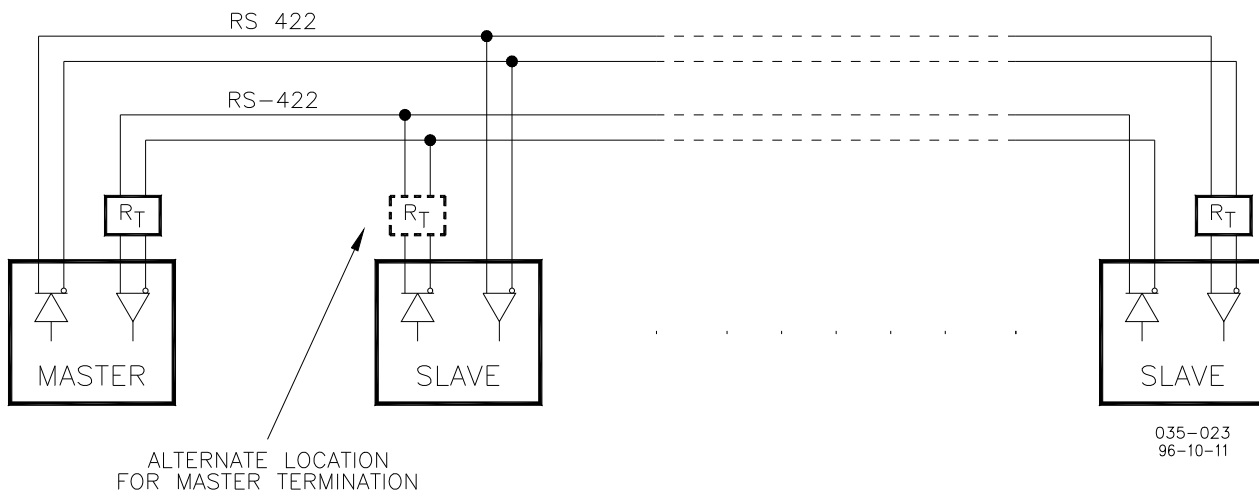 RS 422
RS-422
RT
RT
RT
MASTER
SLAVE
SLAVE
ALTERNATE LOCATION
FOR MASTER TERMINATION
035-023
96-10-11